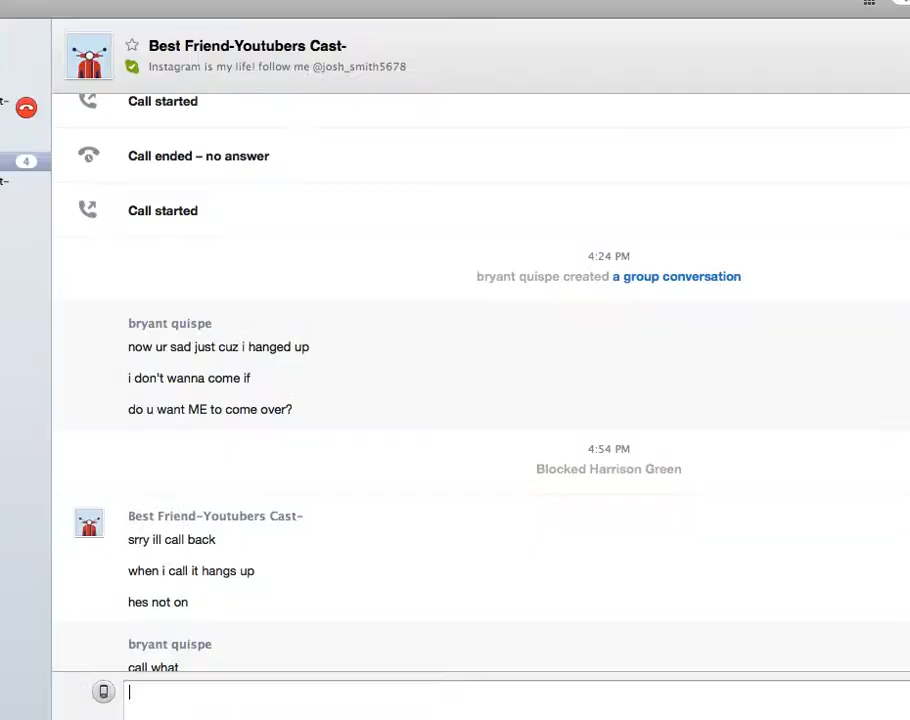 Best Friend-Youtubers Cast-
Instagram is my life! follow me @josh_smith5678
t-
Call started
Call ended – no answer
4
t-
Call started
4:24 PM
bryant quispe created a group conversation
bryant quispe
now ur sad just cuz i hanged up
i don't wanna come if
do u want ME to come over?
4:54 PM
Blocked Harrison Green
Best Friend-Youtubers Cast-
srry ill call back
when i call it hangs up
hes not on
bryant quispe
call what